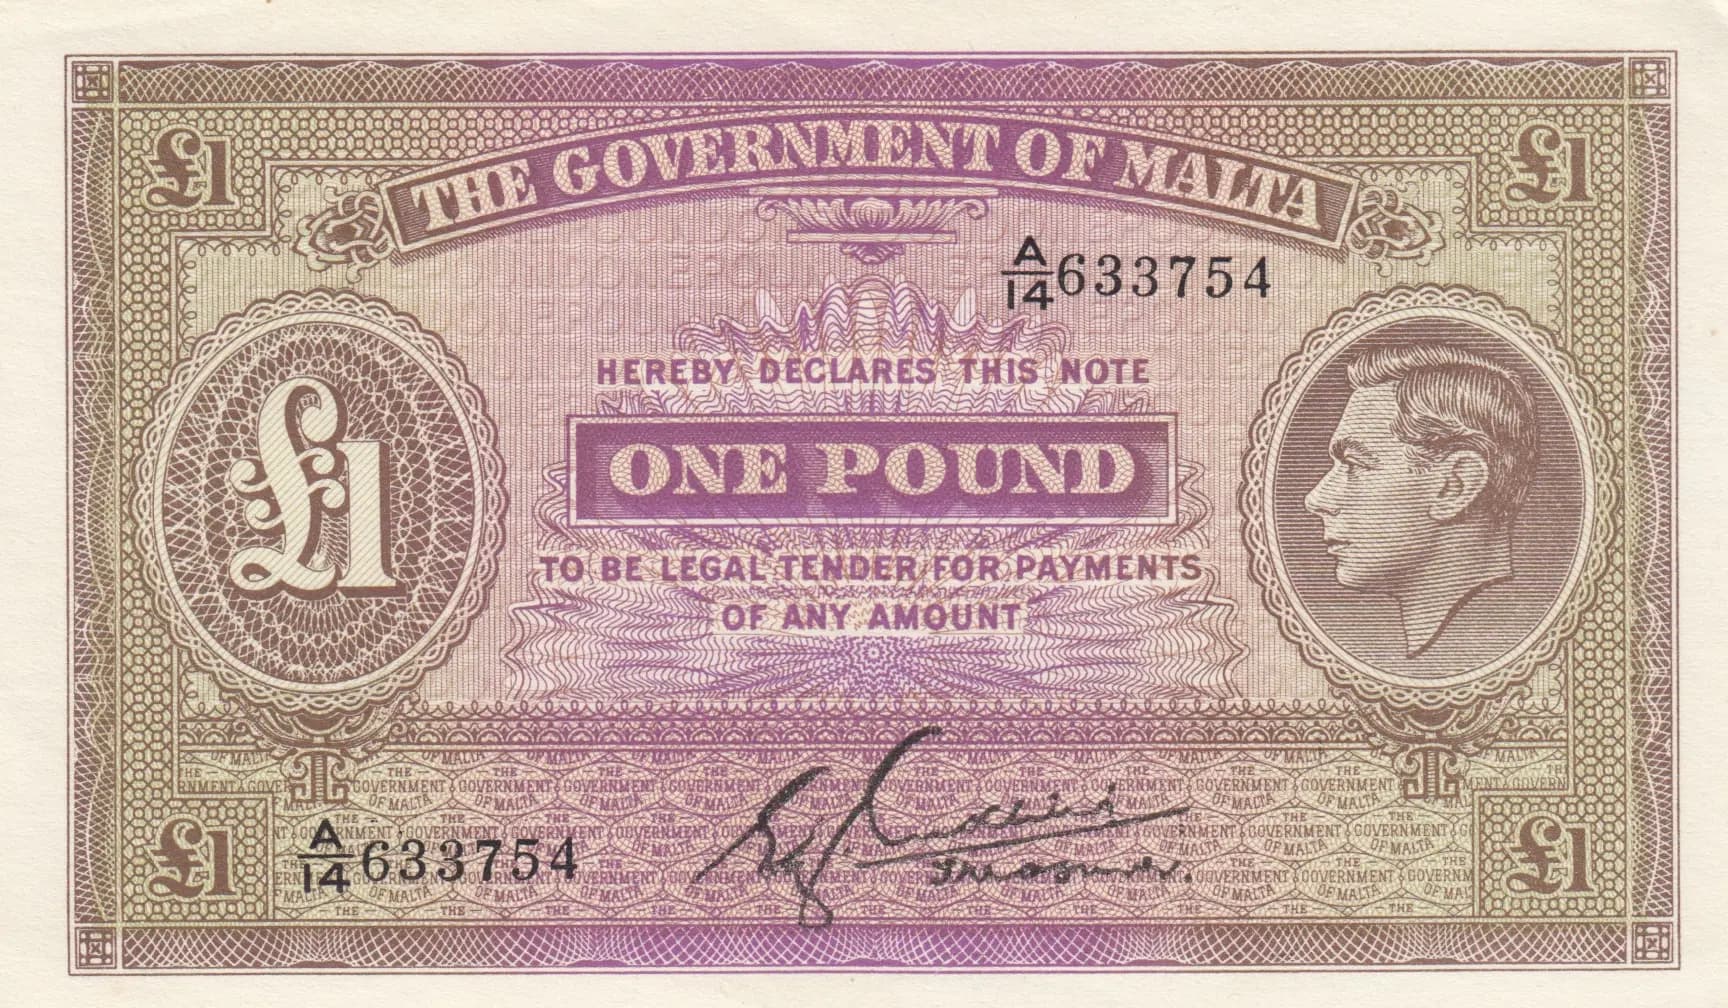 £1
THE GOVERNMENT OF MALTA
£1
A/14 633754
HEREBY DECLARES THIS NOTE
£1
ONE POUND
TO BE LEGAL TENDER FOR PAYMENTS
OF ANY AMOUNT
£1
A/14 633754
Treasurer.
£1